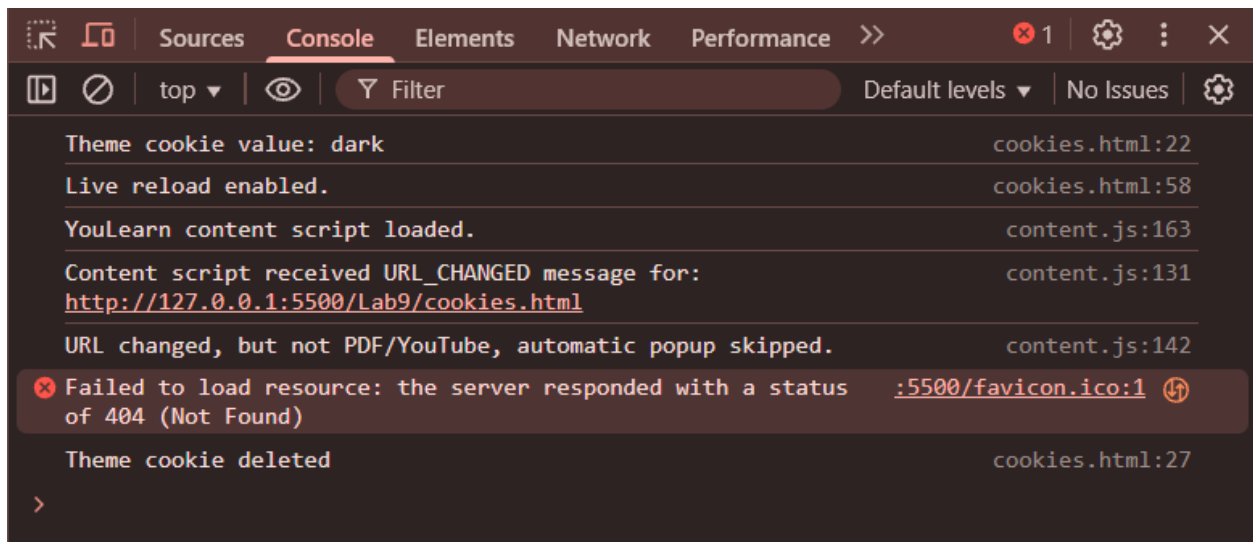 Sources Console Elements Network Performance 1
top Filter Default levels No Issues
Theme cookie value: dark cookies.html:22
Live reload enabled. cookies.html:58
YouLearn content script loaded. content.js:163
Content script received URL_CHANGED message for: content.js:131
http://127.0.0.1:5500/Lab9/cookies.html
URL changed, but not PDF/YouTube, automatic popup skipped. content.js:142
Failed to load resource: the server responded with a status :5500/favicon.ico:1
of 404 (Not Found)
Theme cookie deleted cookies.html:27